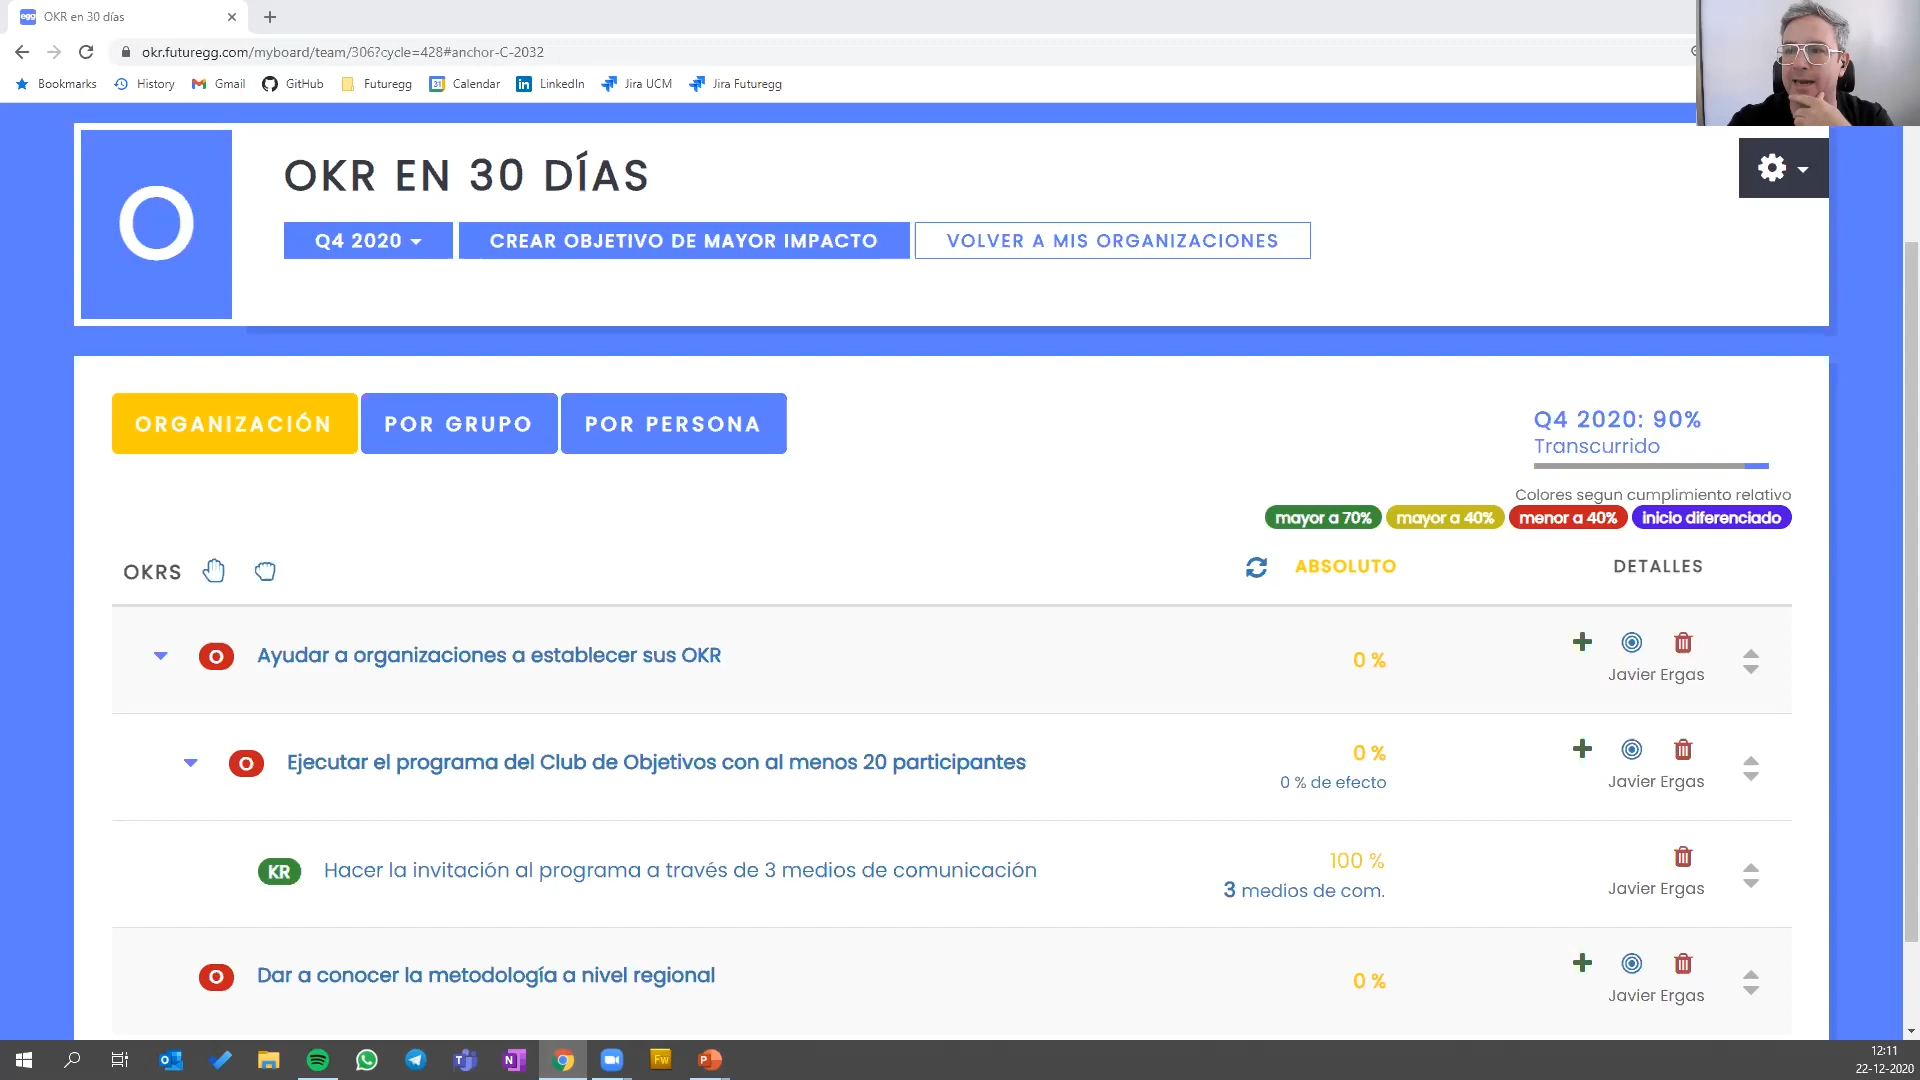 egg OKR en 30 días
okr.futuregg.com/myboard/team/306?cycle=428#anchor-C-2032
Bookmarks History Gmail GitHub Futuregg 31 Calendar in LinkedIn Jira UCM Jira Futuregg
O
OKR EN 30 DÍAS
Q4 2020 CREAR OBJETIVO DE MAYOR IMPACTO VOLVER A MIS ORGANIZACIONES
ORGANIZACIÓN POR GRUPO POR PERSONA
Q4 2020: 90%
Transcurrido
Colores segun cumplimiento relativo
mayor a 70% mayor a 40% menor a 40% inicio diferenciado
OKRS ABSOLUTO DETALLES
O Ayudar a organizaciones a establecer sus OKR 0 %
Javier Ergas
O Ejecutar el programa del Club de Objetivos con al menos 20 participantes 0 %
0 % de efecto Javier Ergas
KR Hacer la invitación al programa a través de 3 medios de comunicación 100 %
3 medios de com. Javier Ergas
O Dar a conocer la metodología a nivel regional 0 %
Javier Ergas
Fw
12:11
22-12-2020